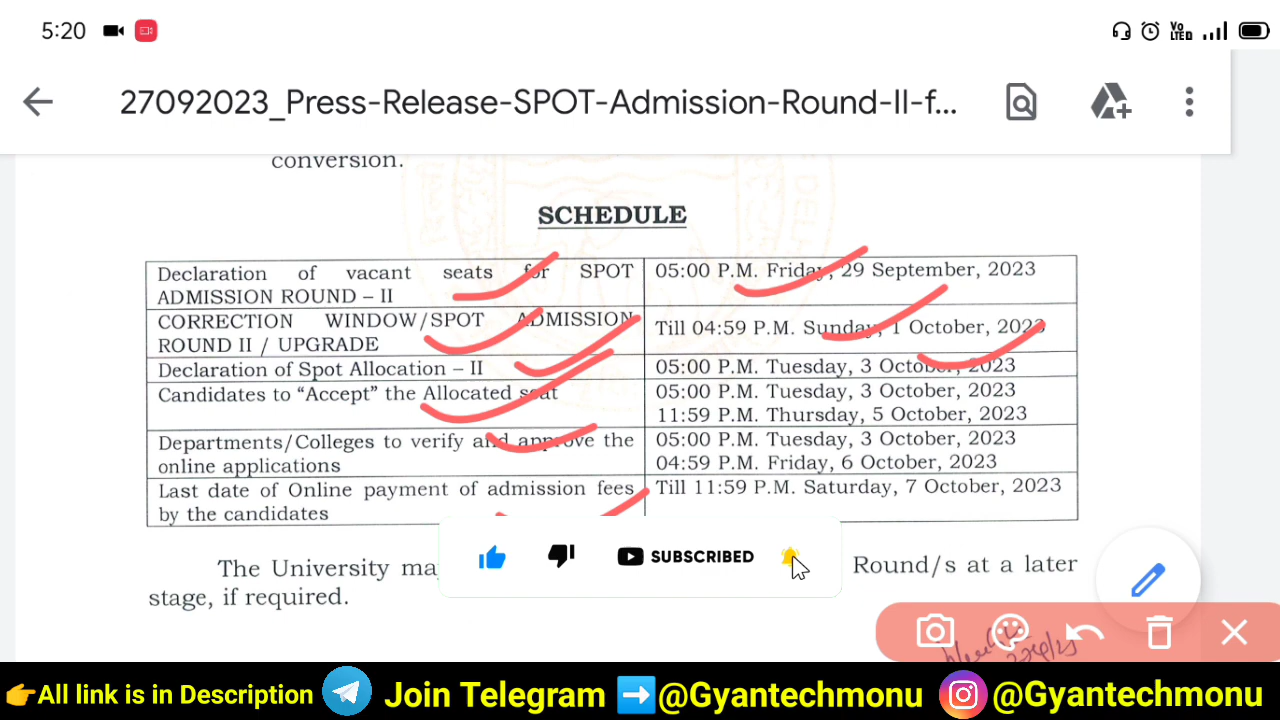 5:20
Vo LTED
27092023_Press-Release-SPOT-Admission-Round-II-f...
conversion.
SCHEDULE
Declaration of vacant seats for SPOT 05:00 P.M. Friday, 29 September, 2023
ADMISSION ROUND – II
CORRECTION WINDOW/SPOT ADMISSION Till 04:59 P.M. Sunday, 1 October, 2023
ROUND II / UPGRADE
Declaration of Spot Allocation – II 05:00 P.M. Tuesday, 3 October, 2023
Candidates to “Accept” the Allocated seat 05:00 P.M. Tuesday, 3 October, 2023
11:59 P.M. Thursday, 5 October, 2023
Departments/Colleges to verify and approve the 05:00 P.M. Tuesday, 3 October, 2023
online applications 04:59 P.M. Friday, 6 October, 2023
Last date of Online payment of admission fees Till 11:59 P.M. Saturday, 7 October, 2023
by the candidates
SUBSCRIBED
The University may Round/s at a later
stage, if required.
All link is in Description Join Telegram @Gyantechmonu @Gyantechmonu